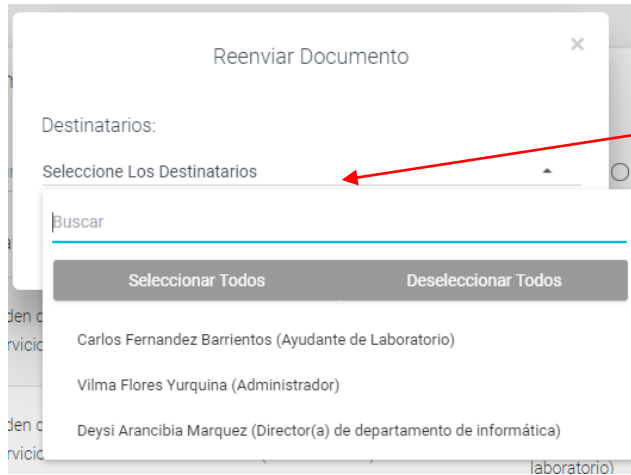 Reenviar Documento
×
Destinatarios:
Seleccione Los Destinatarios
Buscar
Seleccionar Todos
Deseleccionar Todos
Carlos Fernandez Barrientos (Ayudante de Laboratorio)
Vilma Flores Yurquina (Administrador)
Deysi Arancibia Marquez (Director(a) de departamento de informática)
laboratorio)